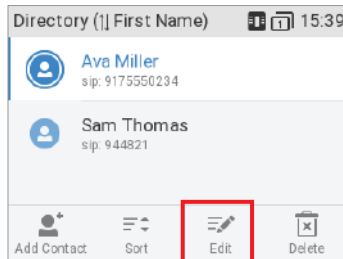 Directory (⇅ First Name) 1 15:39
Ava Miller
sip: 9175550234
Sam Thomas
sip: 944821
Add Contact Sort Edit Delete